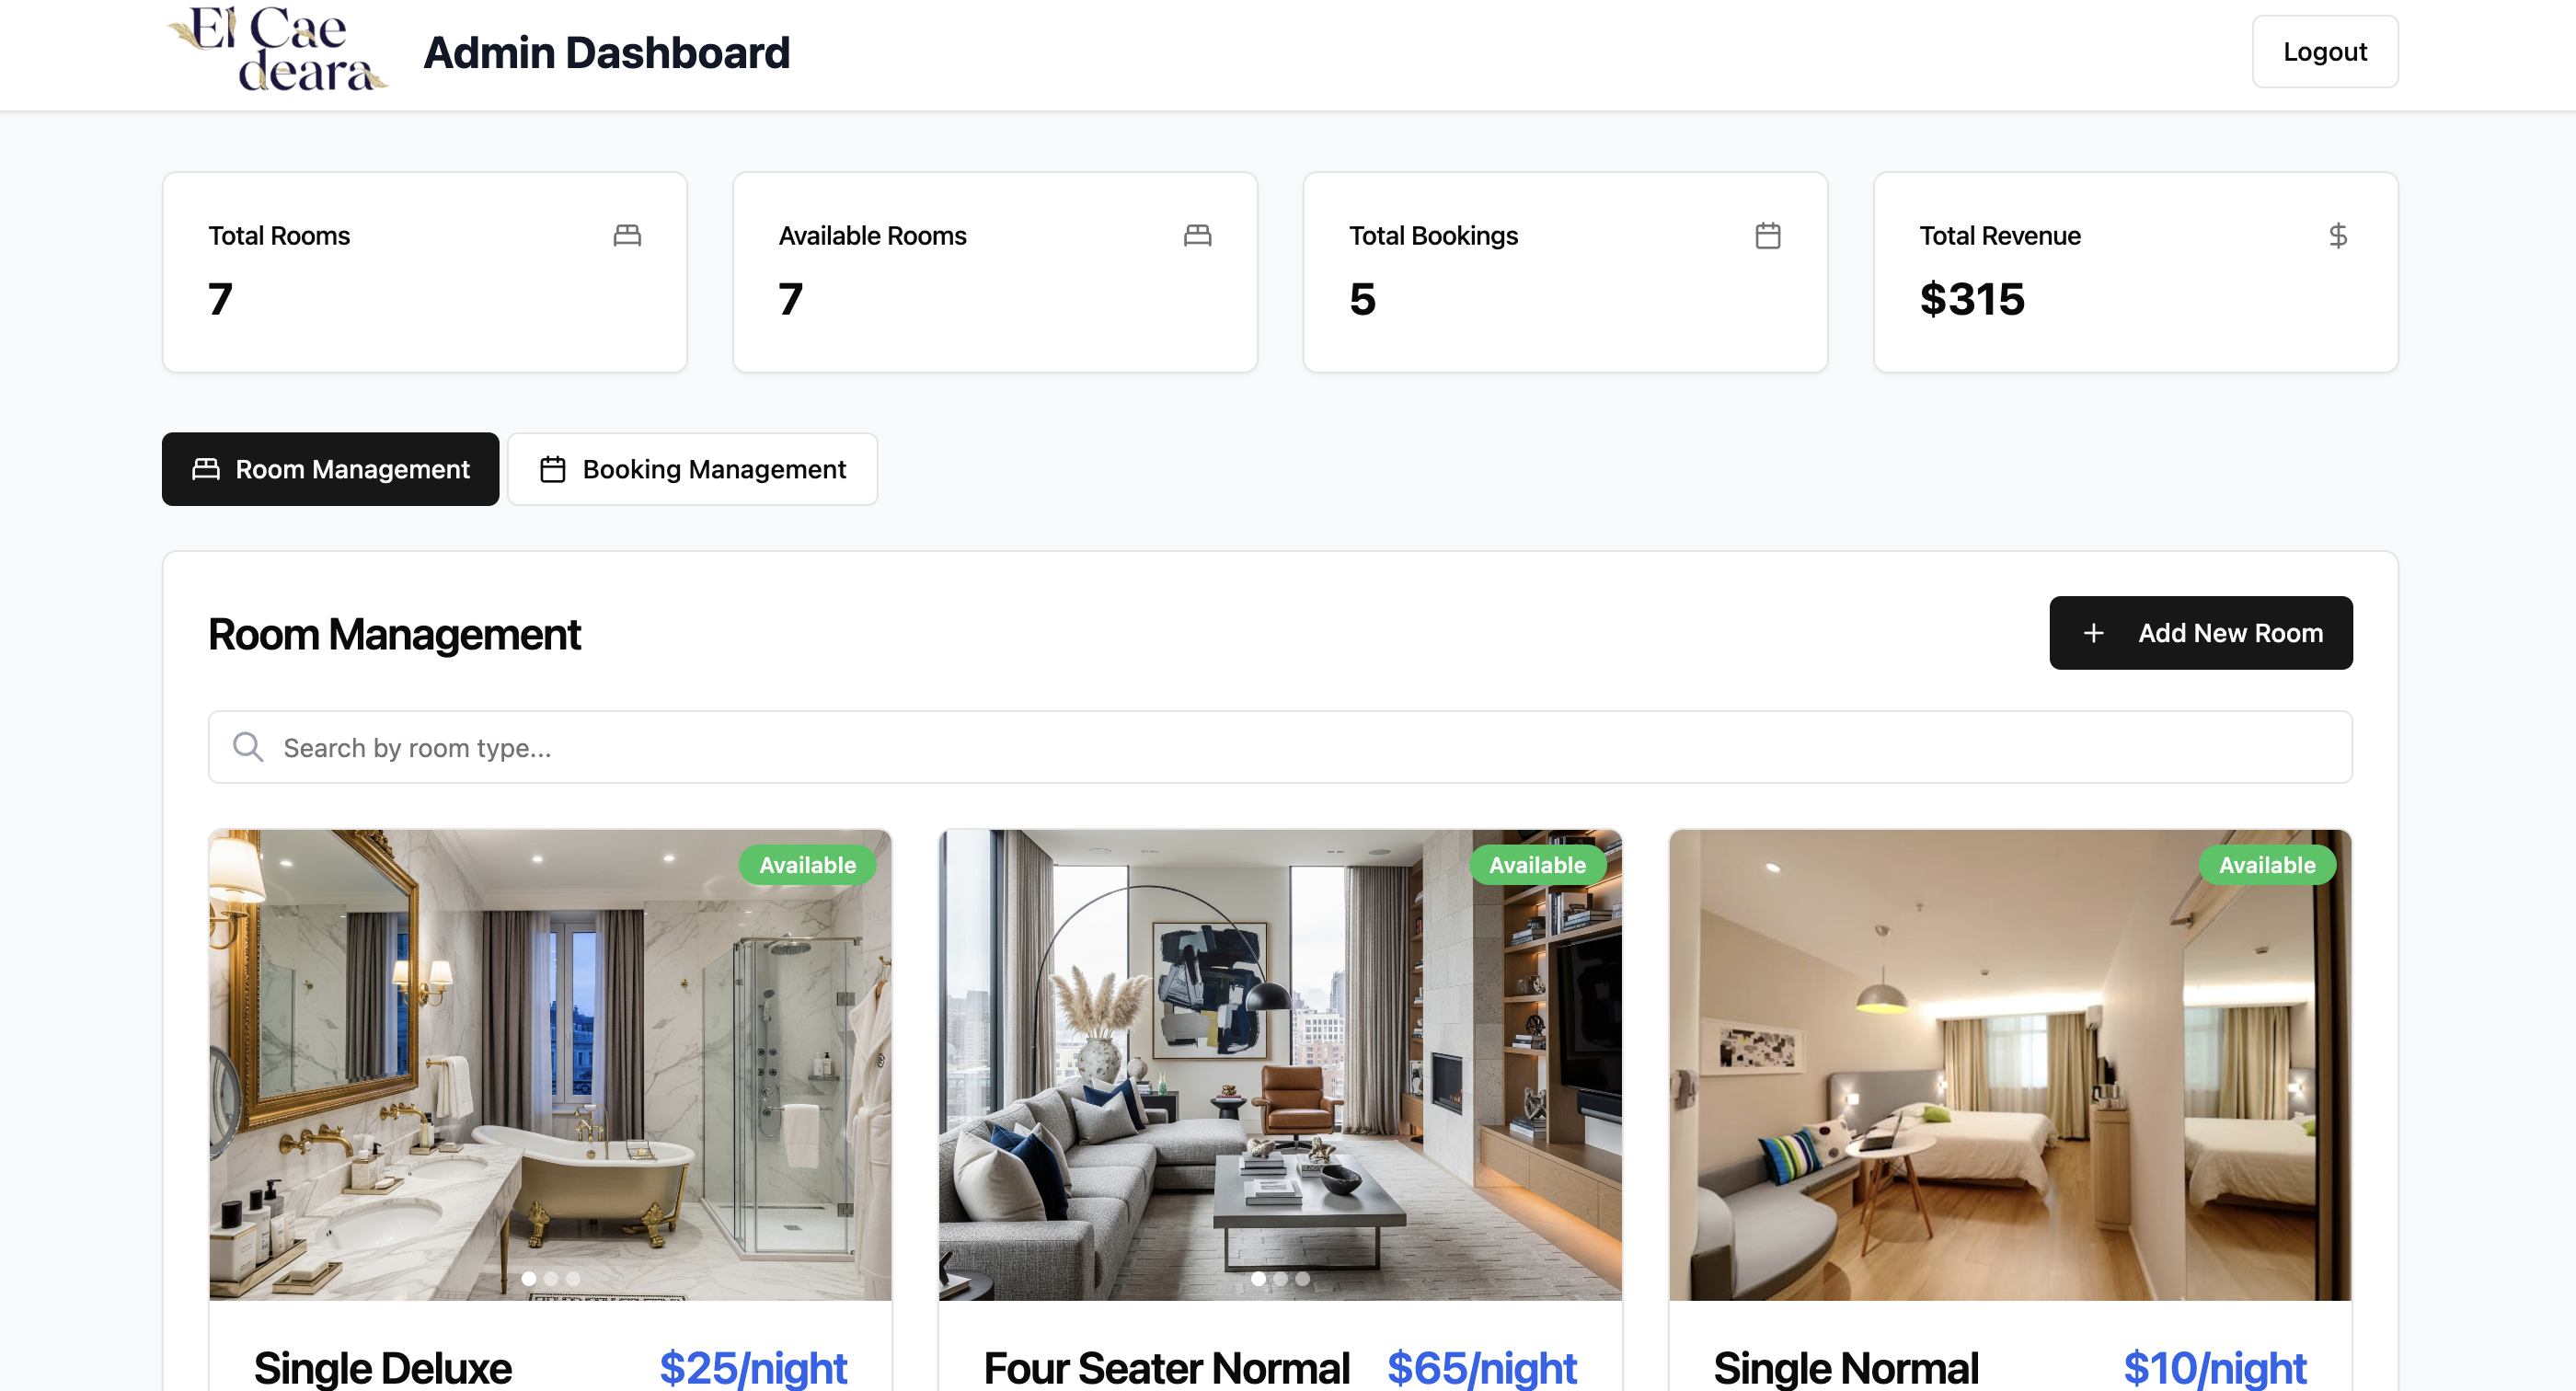 El Cae
deara
Admin Dashboard
Logout
Total Rooms
7
Available Rooms
7
Total Bookings
5
Total Revenue
$315
Room Management
Booking Management
Room Management
Add New Room
Search by room type...
Available
Available
Available
Single Deluxe
$25/night
Four Seater Normal
$65/night
Single Normal
$10/night